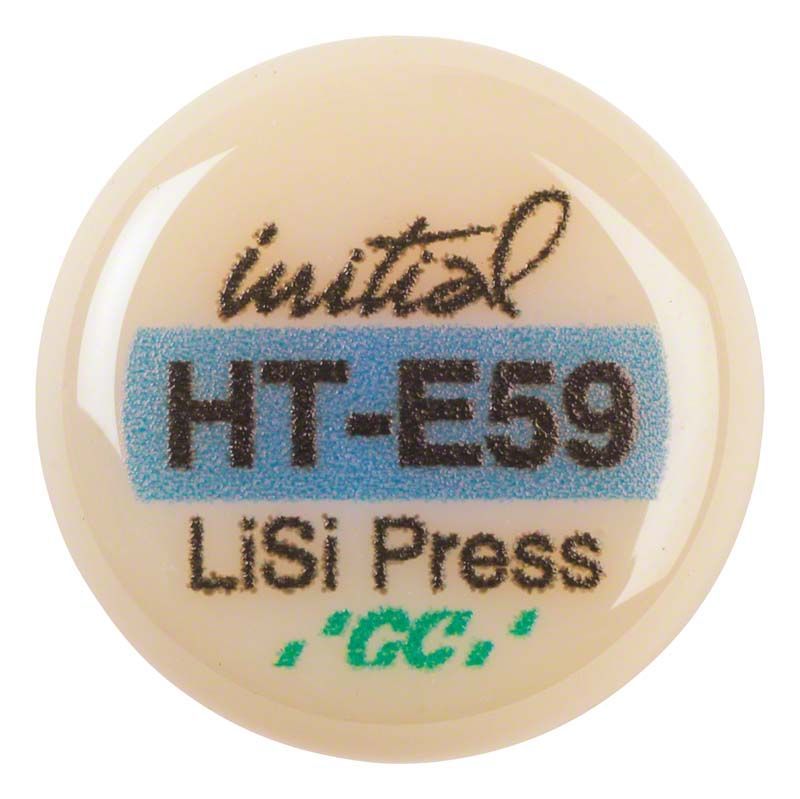 initial
HT-E59
LiSi Press
GC